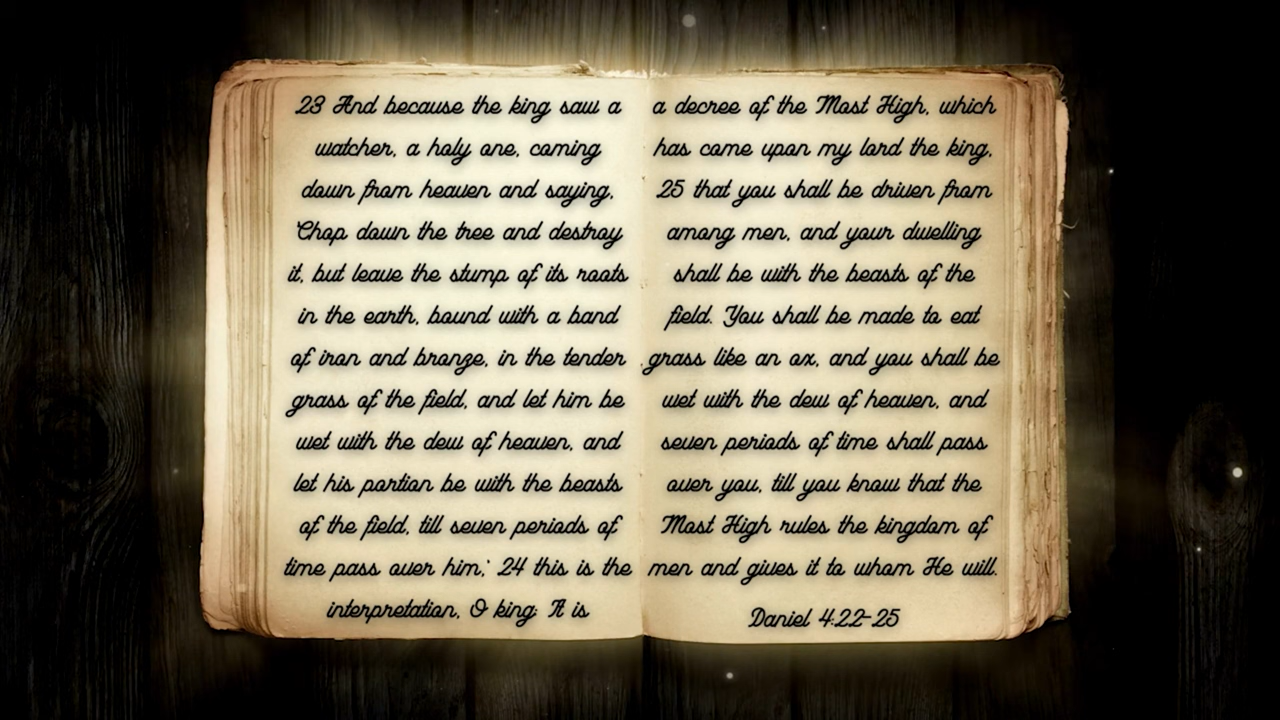 23 And because the king saw a
watcher, a holy one, coming
down from heaven and saying,
'Chop down the tree and destroy
it, but leave the stump of its roots
in the earth, bound with a band
of iron and bronze, in the tender
grass of the field, and let him be
wet with the dew of heaven, and
let his portion be with the beasts
of the field, till seven periods of
time pass over him,' 24 this is the
interpretation, O king: It is
a decree of the Most High, which
has come upon my lord the king,
25 that you shall be driven from
among men, and your dwelling
shall be with the beasts of the
field. You shall be made to eat
grass like an ox, and you shall be
wet with the dew of heaven, and
seven periods of time shall pass
over you, till you know that the
Most High rules the kingdom of
men and gives it to whom He will.
Daniel 4:22-25